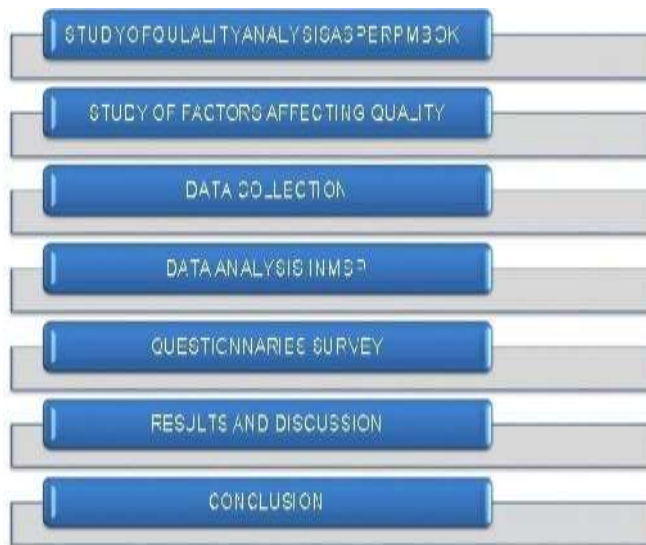 STUDYOFQULALITYANALYSISASPERPMBOK
STUDY OF FACTORS AFFECTING QUALITY
DATA COLLECTION
DATA ANALYSIS INMSP
QUESTIONNARIES SURVEY
RESULTS AND DISCUSSION
CONCLUSION